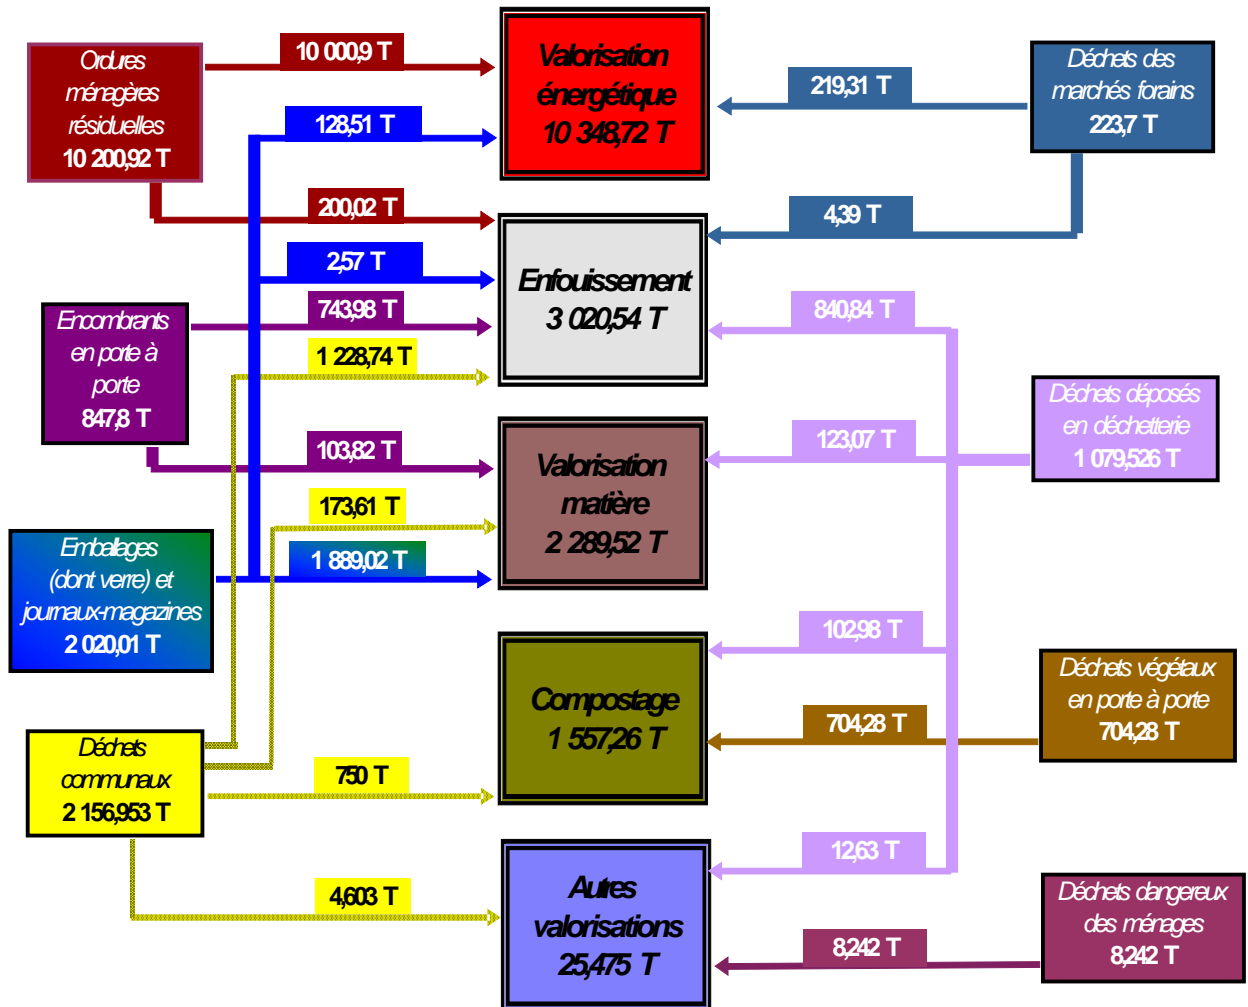 Ordures
ménagères
résiduelles
10 200,92 T
10 000,9 T
128,51 T
200,02 T
2,57 T
743,98 T
1 228,74 T
Encombrants
en porte à
porte
847,8 T
103,82 T
173,61 T
1 889,02 T
Emballages
(dont verre) et
journaux-magazines
2 020,01 T
Déchets
communaux
2 156,953 T
750 T
4,603 T
Valorisation
énergétique
10 348,72 T
Enfouissement
3 020,54 T
Valorisation
matière
2 289,52 T
Compostage
1 557,26 T
Autres
valorisations
25,475 T
219,31 T
4,39 T
Déchets des
marchés forains
223,7 T
840,84 T
123,07 T
Déchets déposés
en déchetterie
1 079,526 T
102,98 T
704,28 T
Déchets végétaux
en porte à porte
704,28 T
12,63 T
8,242 T
Déchets dangereux
des ménages
8,242 T